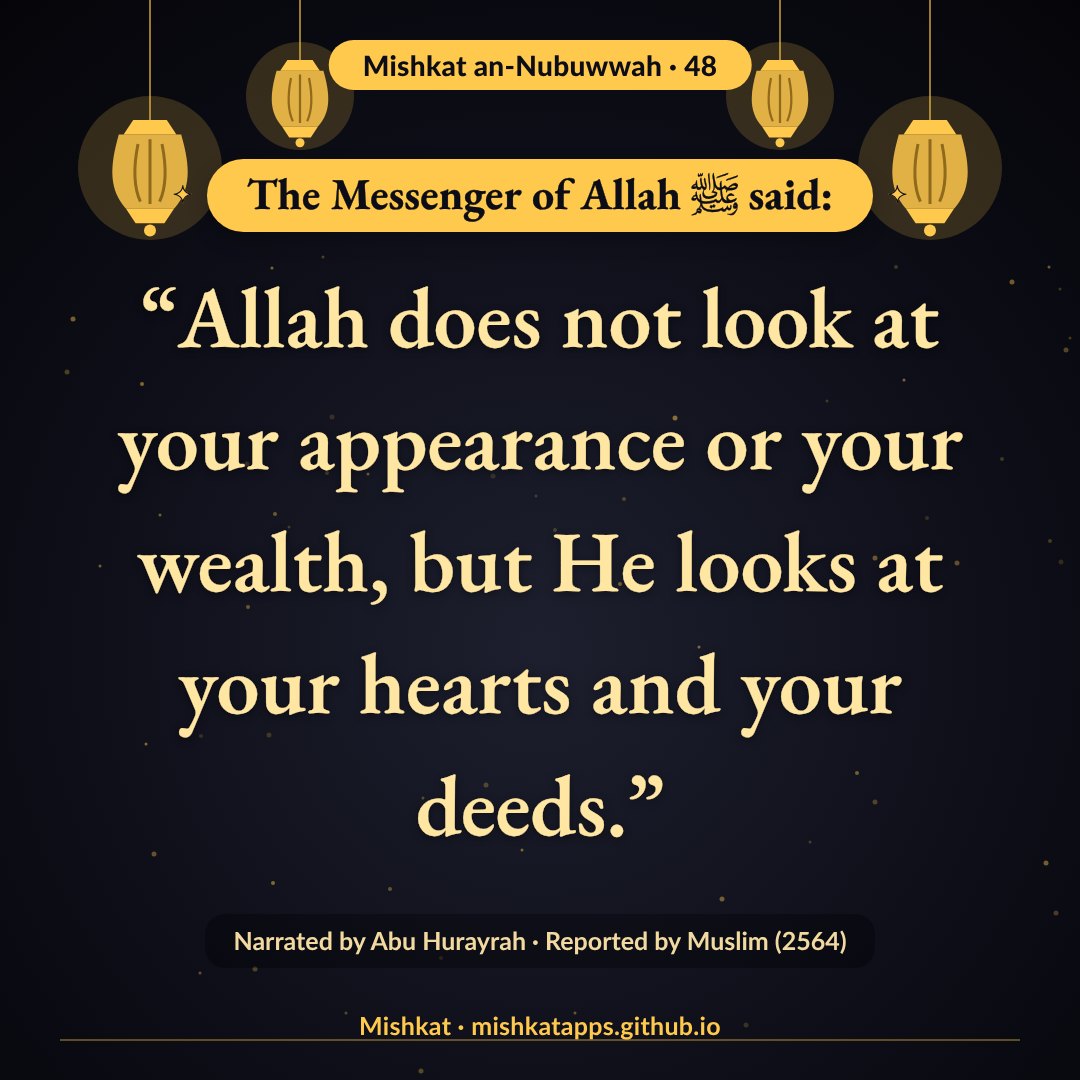 Mishkat an-Nubuwwah · 48
The Messenger of Allah ﷺ said:
“Allah does not look at
your appearance or your
wealth, but He looks at
your hearts and your
deeds.”
Narrated by Abu Hurayrah · Reported by Muslim (2564)
Mishkat · mishkatapps.github.io